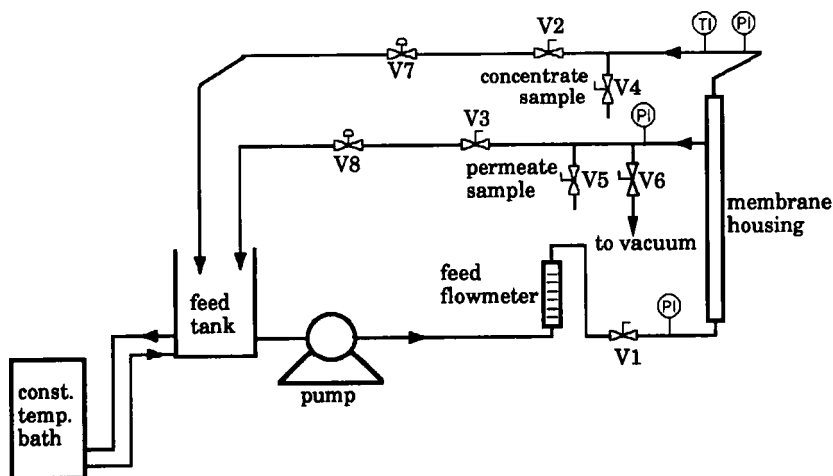 V2
TI
PI
V7
concentrate
sample
V4
V3
PI
V8
permeate
sample
V5
V6
membrane
housing
to vacuum
feed
tank
feed
flowmeter
PI
V1
pump
const.
temp.
bath